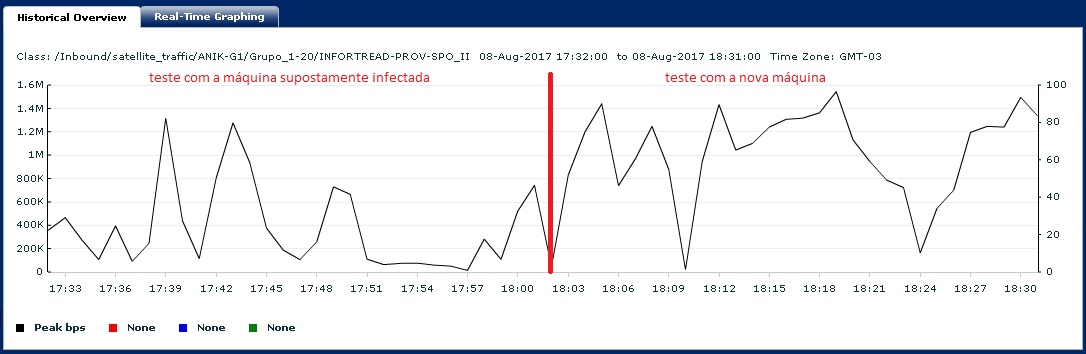 Historical Overview Real-Time Graphing
Class: /Inbound/satellite_traffic/ANIK-G1/Grupo_1-20/INFORTREAD-PROV-SPO_II 08-Aug-2017 17:32:00 to 08-Aug-2017 18:31:00 Time Zone: GMT-03
teste com a máquina supostamente infectada teste com a nova máquina
1.6M 100
1.4M
1.2M 80
1M
800K 60
600K 40
400K
200K 20
0 0
17:33 17:36 17:39 17:42 17:45 17:48 17:51 17:54 17:57 18:00 18:03 18:06 18:09 18:12 18:15 18:18 18:21 18:24 18:27 18:30
Peak bps None None None